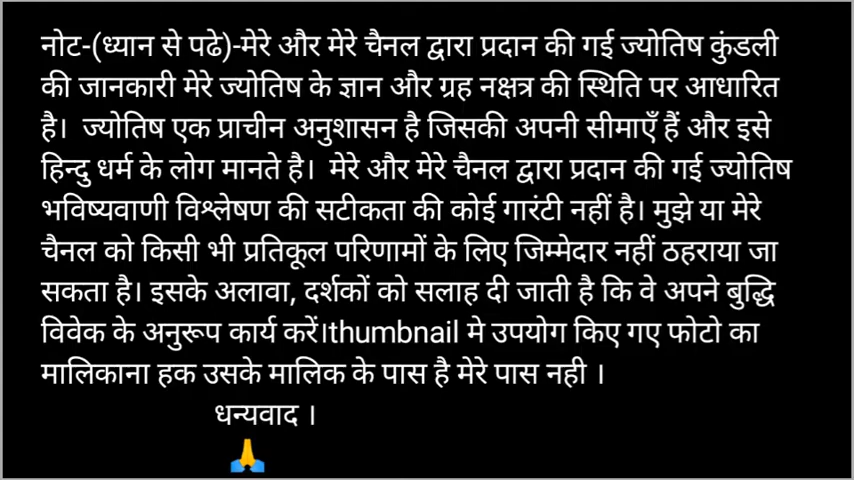 नोट-(ध्यान से पढे)-मेरे और मेरे चैनल द्वारा प्रदान की गई ज्योतिष कुंडली
की जानकारी मेरे ज्योतिष के ज्ञान और ग्रह नक्षत्र की स्थिति पर आधारित
है। ज्योतिष एक प्राचीन अनुशासन है जिसकी अपनी सीमाएँ हैं और इसे
हिन्दु धर्म के लोग मानते है। मेरे और मेरे चैनल द्वारा प्रदान की गई ज्योतिष
भविष्यवाणी विश्लेषण की सटीकता की कोई गारंटी नहीं है। मुझे या मेरे
चैनल को किसी भी प्रतिकूल परिणामों के लिए जिम्मेदार नहीं ठहराया जा
सकता है। इसके अलावा, दर्शकों को सलाह दी जाती है कि वे अपने बुद्धि
विवेक के अनुरूप कार्य करें।thumbnail मे उपयोग किए गए फोटो का
मालिकाना हक उसके मालिक के पास है मेरे पास नही ।
धन्यवाद ।
🙏